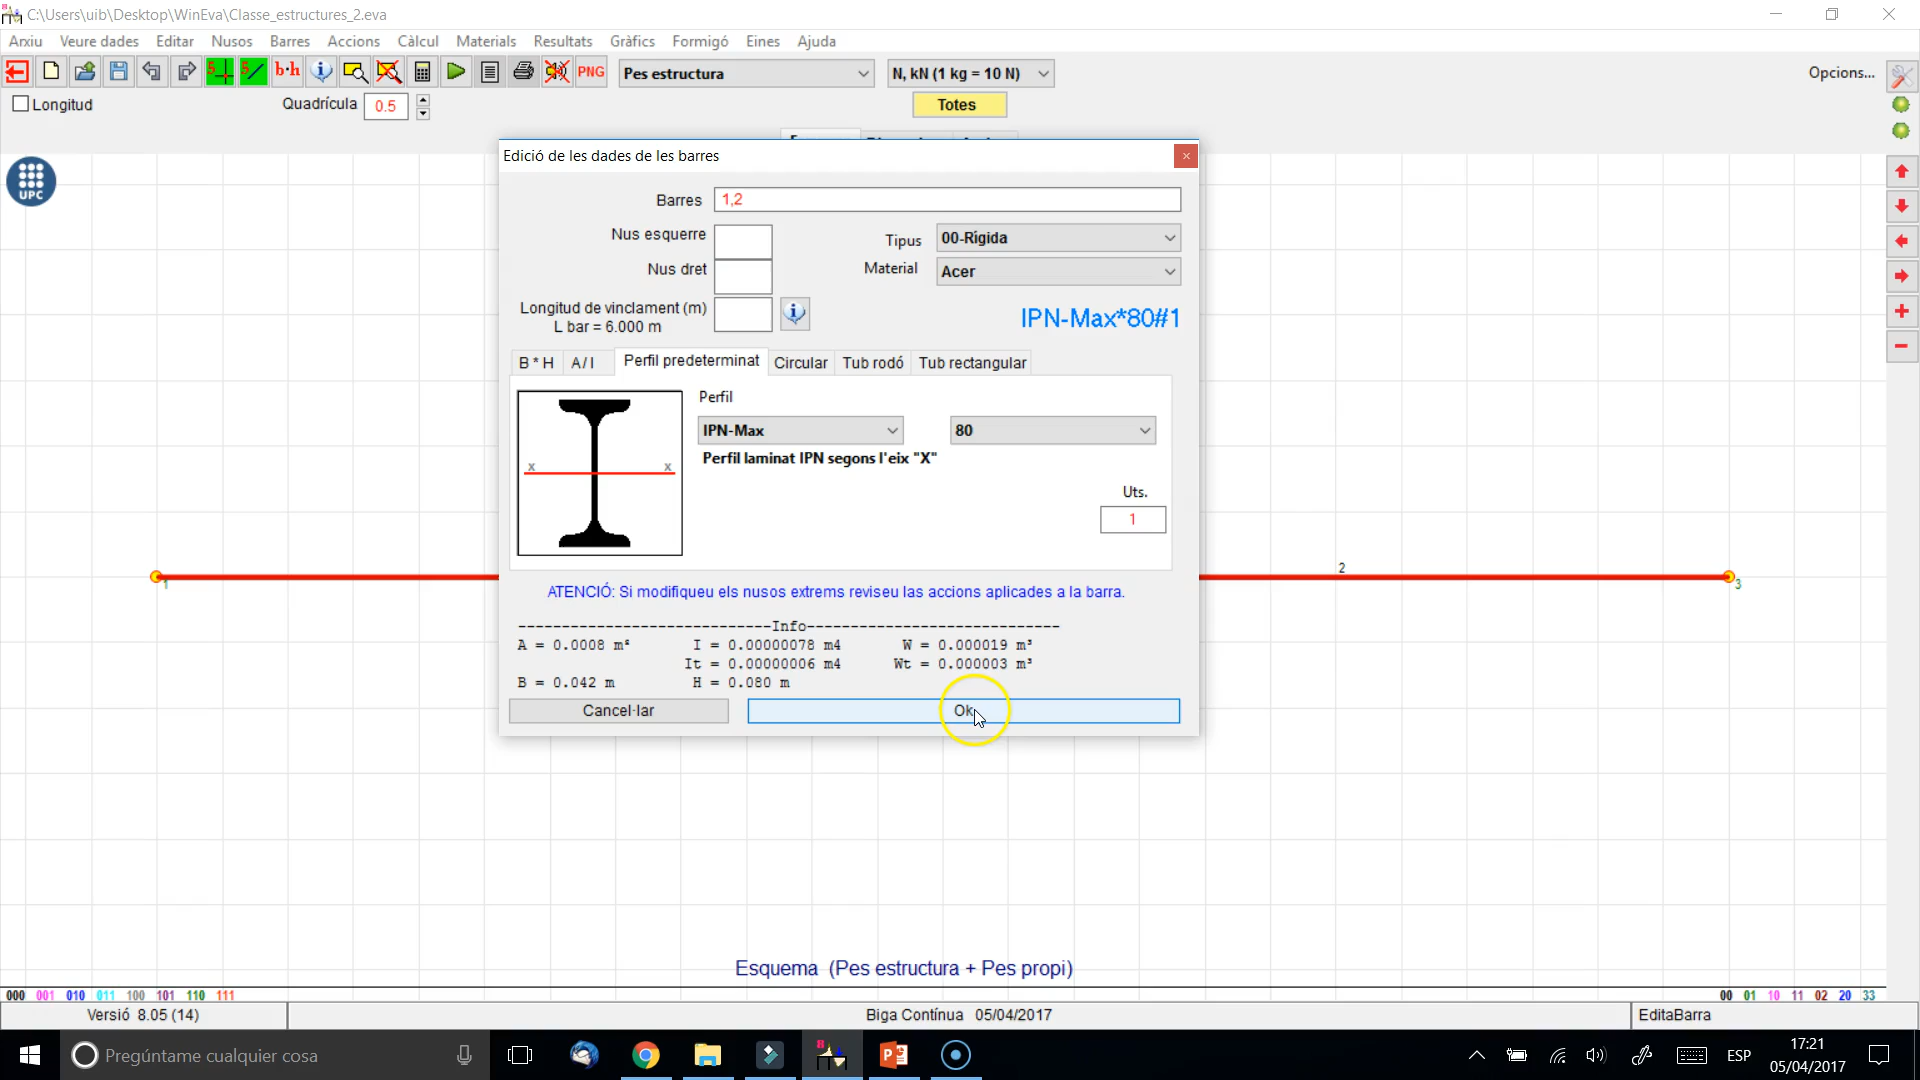 C:\Users\uib\Desktop\WinEva\Classe_estructures_2.eva
Arxiu Veure dades Editar Nusos Barres Accions Càlcul Materials Resultats Gràfics Formigó Eines Ajuda
b·h PNG Pes estructura N, kN (1 kg = 10 N) Opcions...
Longitud Quadrícula 0.5 Totes
UPC
Edició de les dades de les barres
Barres 1,2
Nus esquerre Tipus 00-Rígida
Nus dret Material Acer
Longitud de vinclament (m)
L bar = 6.000 m
IPN-Max*80#1
B * H A / I Perfil predeterminat Circular Tub rodó Tub rectangular
Perfil
IPN-Max 80
Perfil laminat IPN segons l'eix "X"
x x
Uts.
1
1 2 3
ATENCIÓ: Si modifiqueu els nusos extrems reviseu las accions aplicades a la barra.
-----------------------------Info-----------------------------
A = 0.0008 m² I = 0.00000078 m4 W = 0.000019 m³
It = 0.00000006 m4 Wt = 0.000003 m³
B = 0.042 m H = 0.080 m
Cancel·lar Ok
Esquema (Pes estructura + Pes propi)
000 001 010 011 100 101 110 111 00 01 10 11 02 20 33
Versió 8.05 (14) Biga Contínua 05/04/2017 EditaBarra
Pregúntame cualquier cosa ESP 17:21
05/04/2017